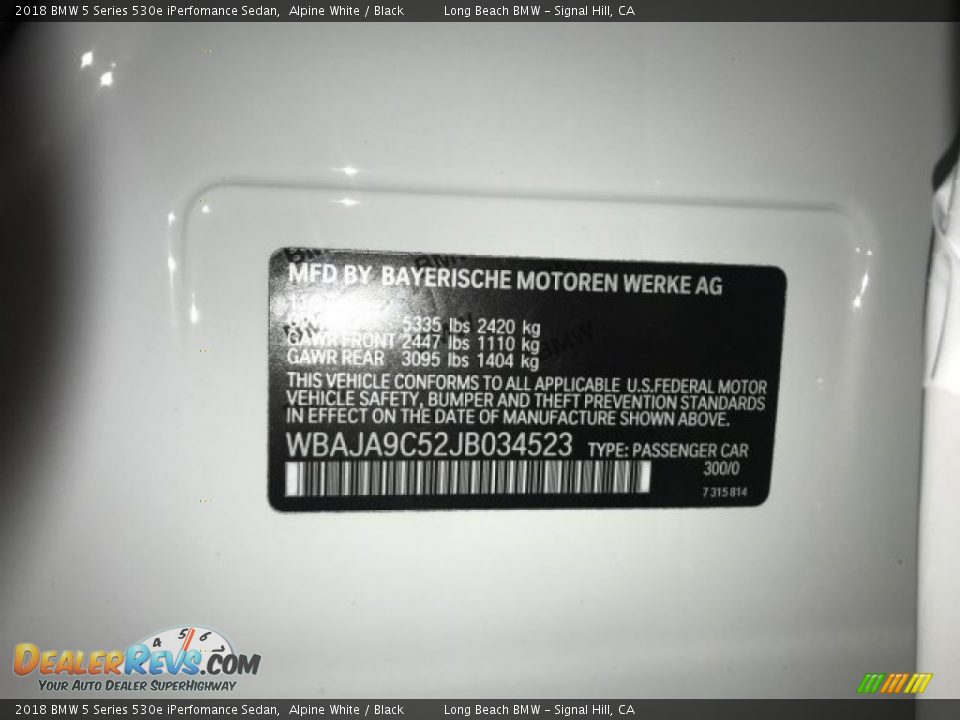 2018 BMW 5 Series 530e iPerfomance Sedan, Alpine White / Black Long Beach BMW - Signal Hill, CA
MFD BY BAYERISCHE MOTOREN WERKE AG
5335 lbs 2420 kg
GAWR FRONT 2447 lbs 1110 kg
GAWR REAR 3095 lbs 1404 kg
THIS VEHICLE CONFORMS TO ALL APPLICABLE U.S.FEDERAL MOTOR
VEHICLE SAFETY, BUMPER AND THEFT PREVENTION STANDARDS
IN EFFECT ON THE DATE OF MANUFACTURE SHOWN ABOVE.
WBAJA9C52JB034523 TYPE: PASSENGER CAR
300/0
7 315 814
4 5 6 7
DEALERREVS.COM
YOUR AUTO DEALER SUPERHIGHWAY
2018 BMW 5 Series 530e iPerfomance Sedan, Alpine White / Black Long Beach BMW - Signal Hill, CA